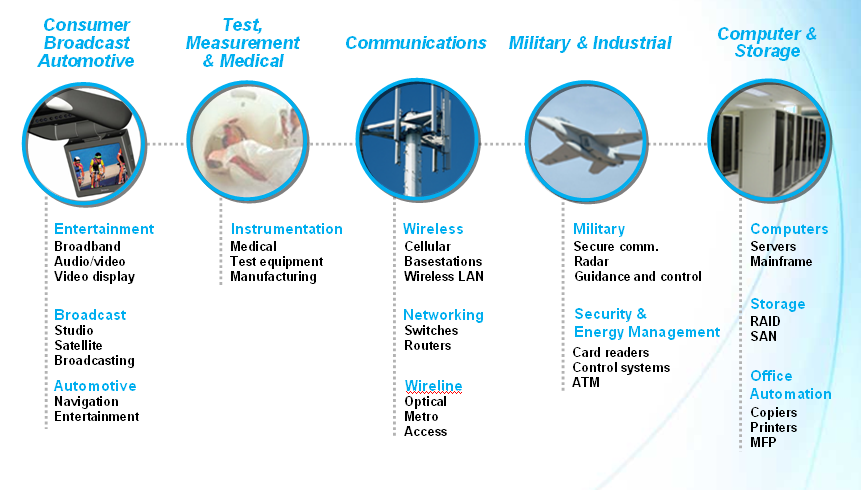 Consumer
Broadcast
Automotive
Test,
Measurement
& Medical
Communications
Military & Industrial
Computer &
Storage
Entertainment
Broadband
Audio/video
Video display
Broadcast
Studio
Satellite
Broadcasting
Automotive
Navigation
Entertainment
Instrumentation
Medical
Test equipment
Manufacturing
Wireless
Cellular
Basestations
Wireless LAN
Networking
Switches
Routers
Wireline
Optical
Metro
Access
Military
Secure comm.
Radar
Guidance and control
Security &
Energy Management
Card readers
Control systems
ATM
Computers
Servers
Mainframe
Storage
RAID
SAN
Office
Automation
Copiers
Printers
MFP